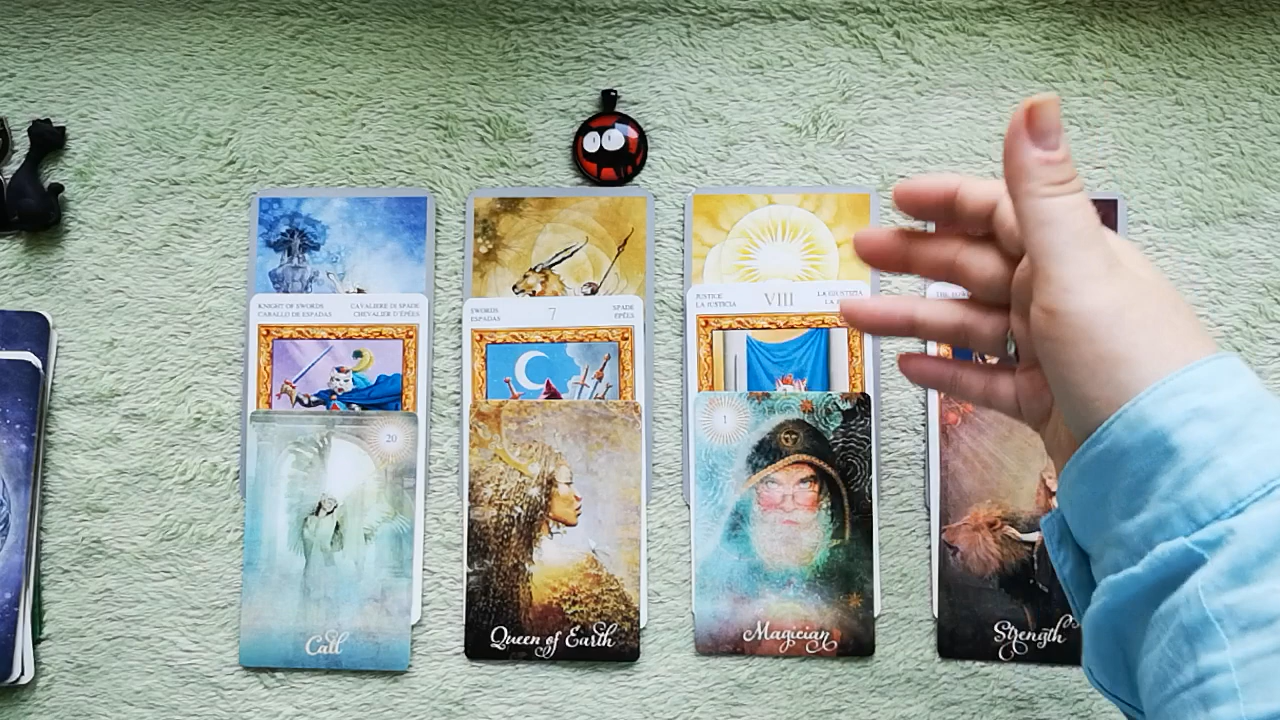 KNIGHT OF SWORDS CAVALIERE DI SPADE
CABALLO DE ESPADAS CHEVALIER D'ÉPÉES
SWORDS 7 SPADE
ESPADAS ÉPÉES
JUSTICE VIII LA GIUSTIZIA
LA JUSTICIA
20
Call
Queen of Earth
1
Magician
Strength